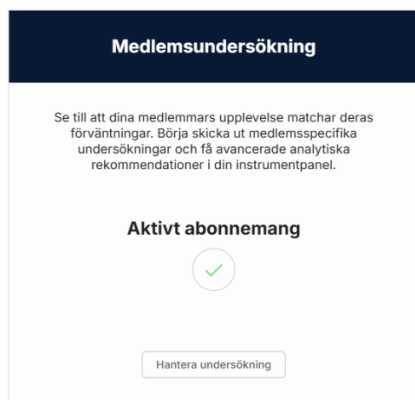 Medlemsundersökning
Se till att dina medlemmars upplevelse matchar deras
förväntningar. Börja skicka ut medlemsspecifika
undersökningar och få avancerade analytiska
rekommendationer i din instrumentpanel.
Aktivt abonnemang
Hantera undersökning